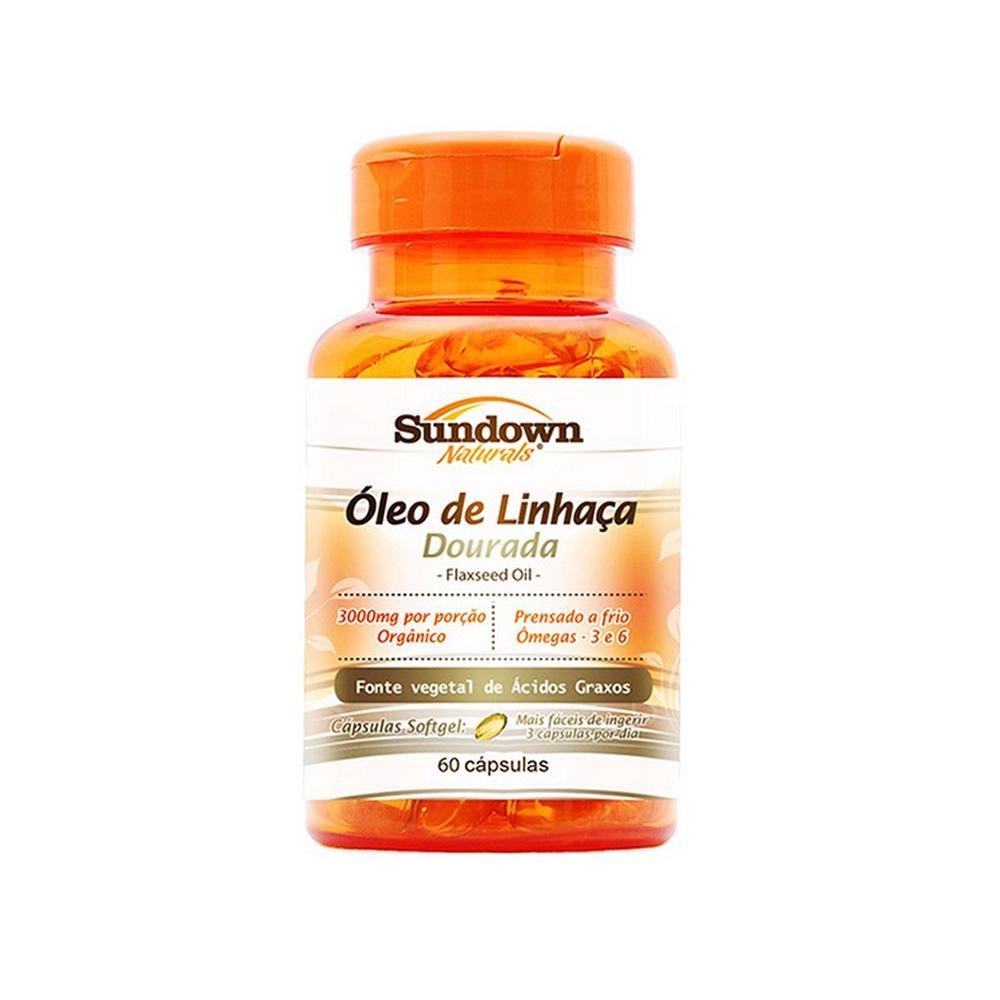 Sundown
Naturals®
Óleo de Linhaça
Dourada
- Flaxseed Oil -
3000mg por porção
Orgânico
Prensado a frio
Ômegas - 3 e 6
Fonte vegetal de Ácidos Graxos
Cápsulas Softgel:
Mais fáceis de ingerir
3 cápsulas por dia
60 cápsulas